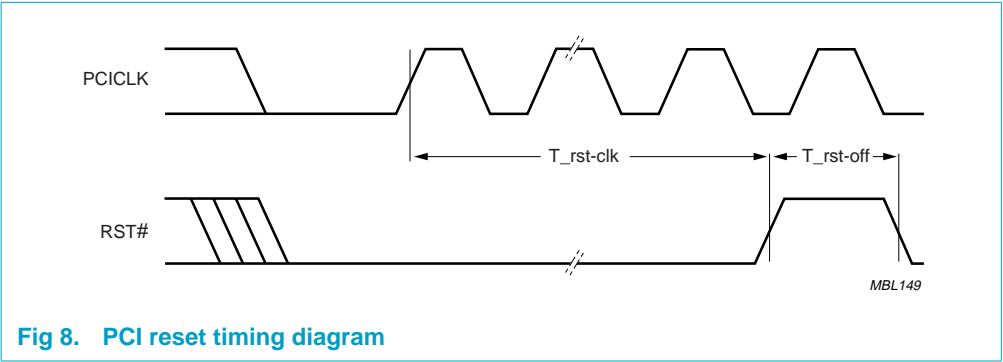 PCICLK
T_rst-clk
T_rst-off
RST#
MBL149
Fig 8. PCI reset timing diagram